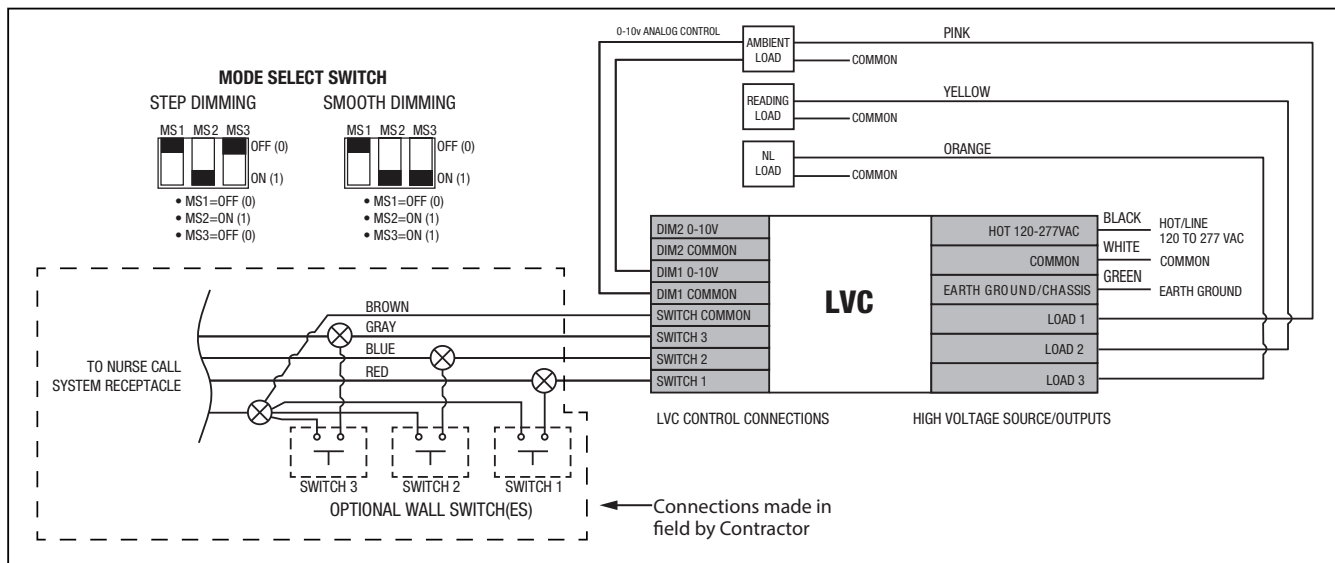 0-10v ANALOG CONTROL
AMBIENT
LOAD
PINK
COMMON
READING
LOAD
YELLOW
COMMON
NL
LOAD
ORANGE
COMMON
MODE SELECT SWITCH
STEP DIMMING
MS1 MS2 MS3
OFF (0)
ON (1)
• MS1=OFF (0)
• MS2=ON (1)
• MS3=OFF (0)
SMOOTH DIMMING
MS1 MS2 MS3
OFF (0)
ON (1)
• MS1=OFF (0)
• MS2=ON (1)
• MS3=ON (1)
DIM2 0-10V
DIM2 COMMON
DIM1 0-10V
DIM1 COMMON
SWITCH COMMON
SWITCH 3
SWITCH 2
SWITCH 1
LVC
HOT 120-277VAC
COMMON
EARTH GROUND/CHASSIS
LOAD 1
LOAD 2
LOAD 3
BLACK
HOT/LINE
120 TO 277 VAC
WHITE
COMMON
GREEN
EARTH GROUND
LVC CONTROL CONNECTIONS
HIGH VOLTAGE SOURCE/OUTPUTS
BROWN
GRAY
BLUE
RED
TO NURSE CALL
SYSTEM RECEPTACLE
SWITCH 3
SWITCH 2
SWITCH 1
OPTIONAL WALL SWITCH(ES)
Connections made in
field by Contractor